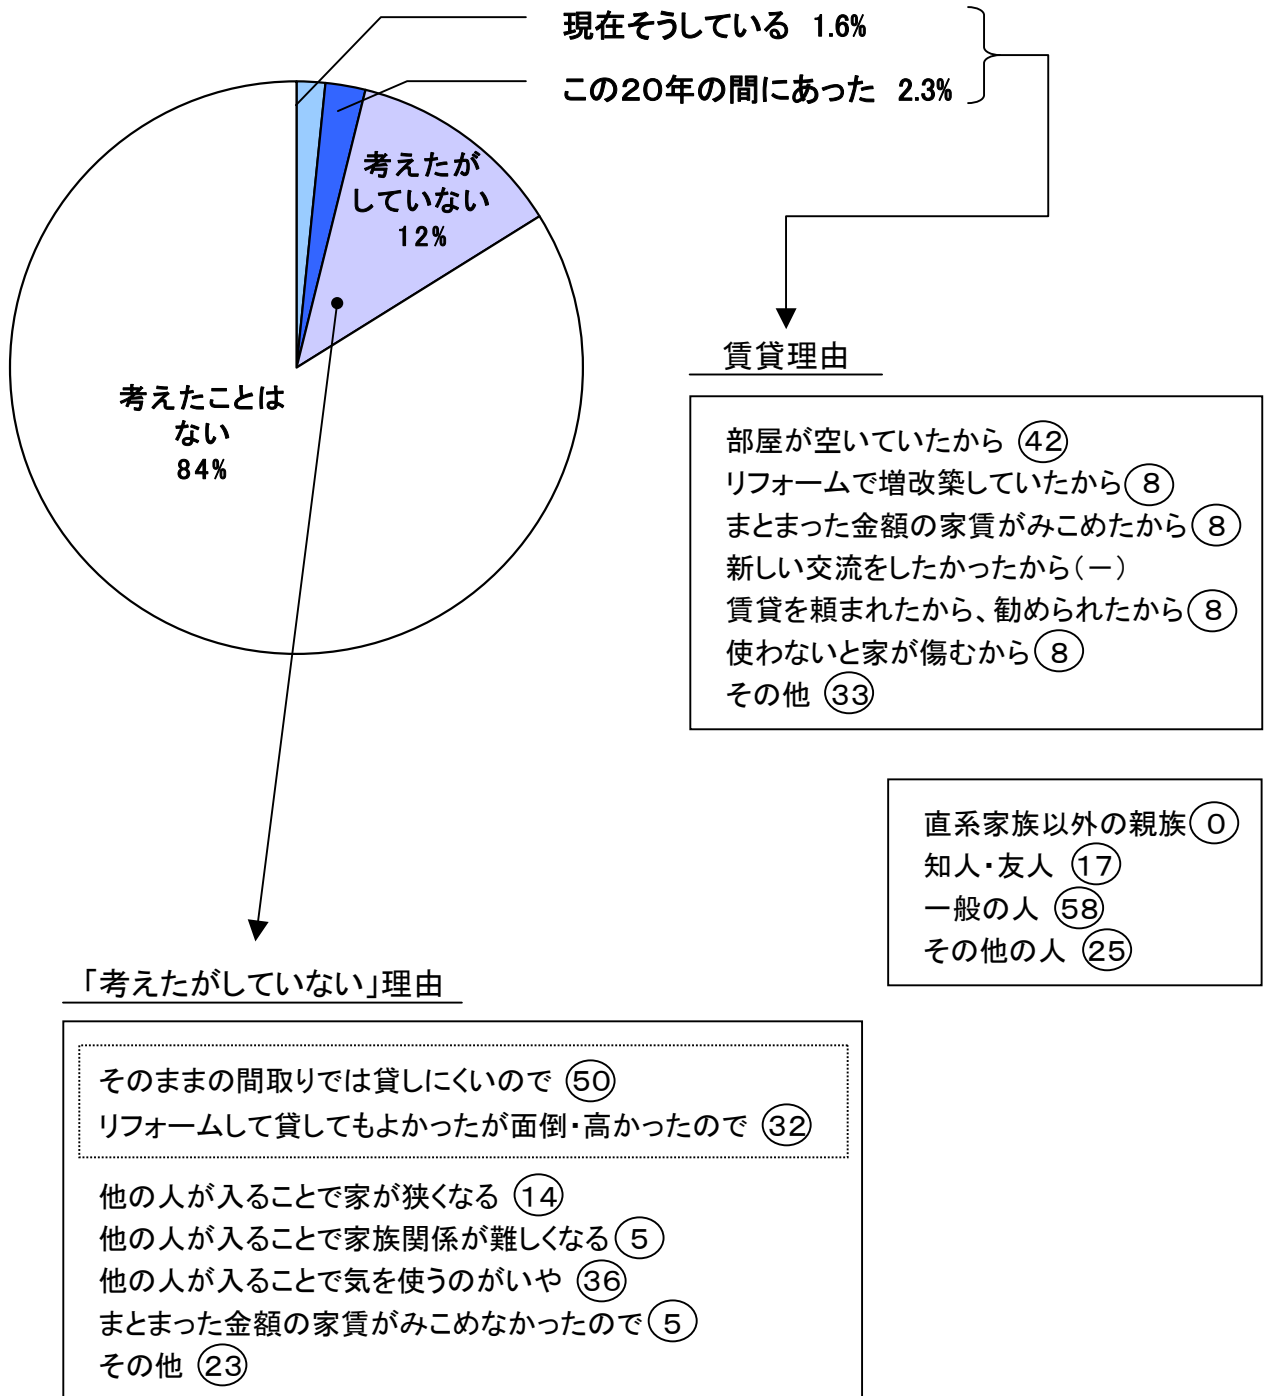 現在そうしている 1.6%
この20年の間にあった 2.3%
考えたが
していない
12%
考えたことは
ない
84%
賃貸理由
部屋が空いていたから 42
リフォームで増改築していたから 8
まとまった金額の家賃がみこめたから 8
新しい交流をしたかったから(-)
賃貸を頼まれたから、勧められたから 8
使わないと家が傷むから 8
その他 33
直系家族以外の親族 0
知人・友人 17
一般の人 58
その他の人 25
「考えたがしていない」理由
そのままの間取りでは貸しにくいので 50
リフォームして貸してもよかったが面倒・高かったので 32
他の人が入ることで家が狭くなる 14
他の人が入ることで家族関係が難しくなる 5
他の人が入ることで気を使うのがいや 36
まとまった金額の家賃がみこめなかったので 5
その他 23